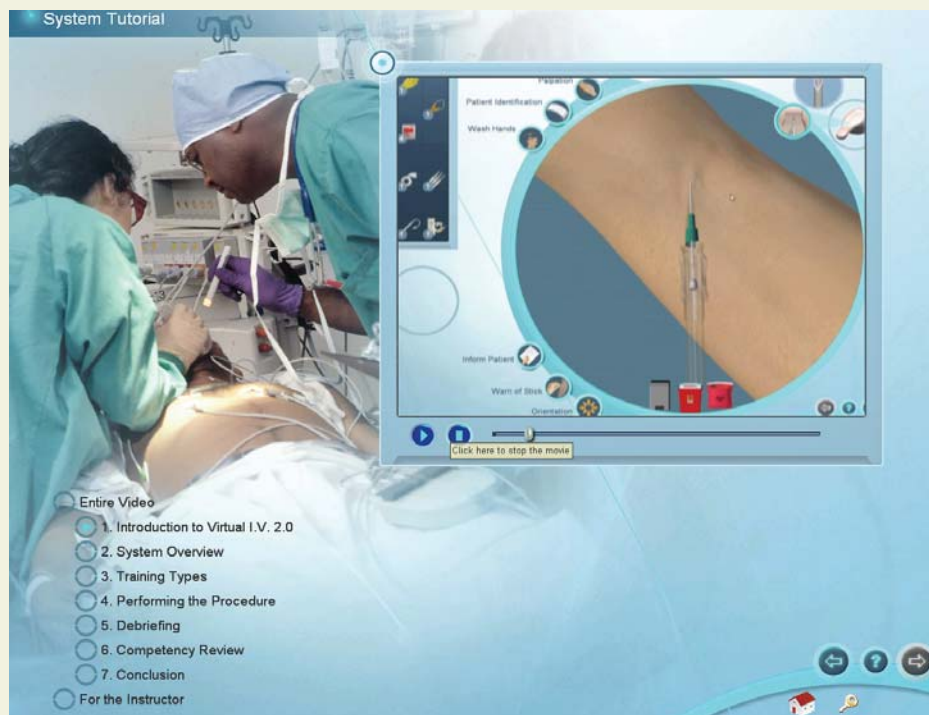 System Tutorial
Palpation
Patient Identification
Wash Hands
Inform Patient
Warn of Stick
Orientation
Click here to stop the movie
Entire Video
1. Introduction to Virtual I.V. 2.0
2. System Overview
3. Training Types
4. Performing the Procedure
5. Debriefing
6. Competency Review
7. Conclusion
For the Instructor